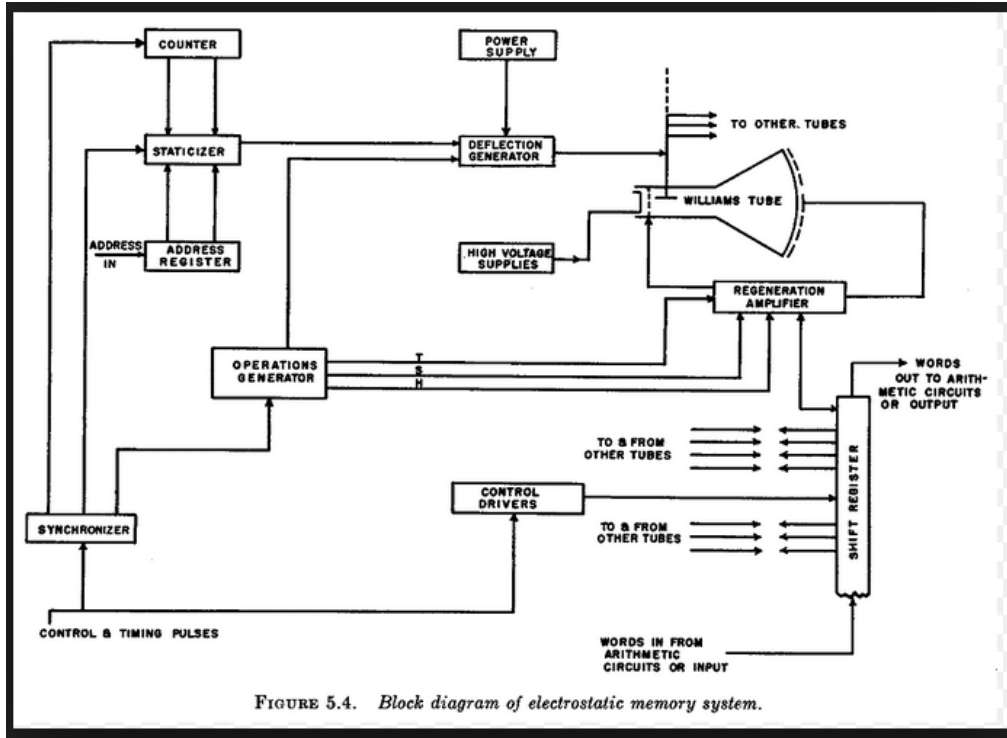 COUNTER
POWER
SUPPLY
STATICIZER
DEFLECTION
GENERATOR
TO OTHER. TUBES
WILLIAMS TUBE
ADDRESS
IN
ADDRESS
REGISTER
HIGH VOLTAGE
SUPPLIES
REGENERATION
AMPLIFIER
OPERATIONS
GENERATOR
T
S
H
WORDS
OUT TO ARITH-
METIC CIRCUITS
OR OUTPUT
TO & FROM
OTHER TUBES
CONTROL
DRIVERS
SHIFT REGISTER
SYNCHRONIZER
TO & FROM
OTHER TUBES
CONTROL & TIMING PULSES
WORDS IN FROM
ARITHMETIC
CIRCUITS OR INPUT
FIGURE 5.4. Block diagram of electrostatic memory system.